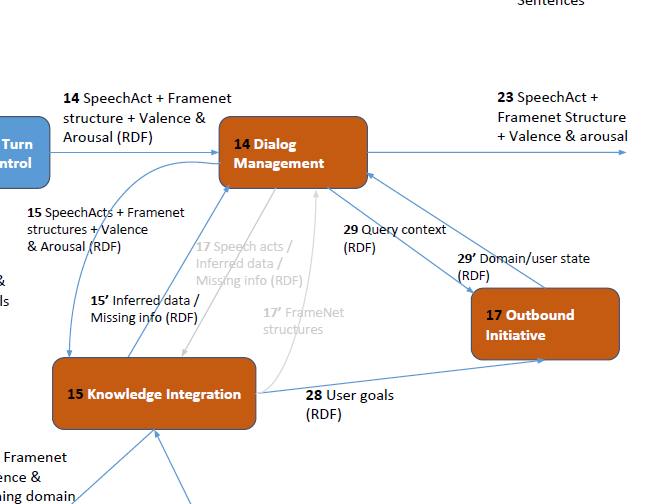 Sentences
14 SpeechAct + Framenet
structure + Valence &
Arousal (RDF)
23 SpeechAct +
Framenet Structure
+ Valence & arousal
Turn
ntrol
14 Dialog
Management
15 SpeechActs + Framenet
structures + Valence
& Arousal (RDF)
17 Speech acts /
Inferred data /
Missing info (RDF)
29 Query context
(RDF)
29’ Domain/user state
(RDF)
&
ls
15’ Inferred data /
Missing info (RDF)
17’ FrameNet
structures
17 Outbound
Initiative
15 Knowledge Integration
28 User goals
(RDF)
Framenet
ence &
ning domain